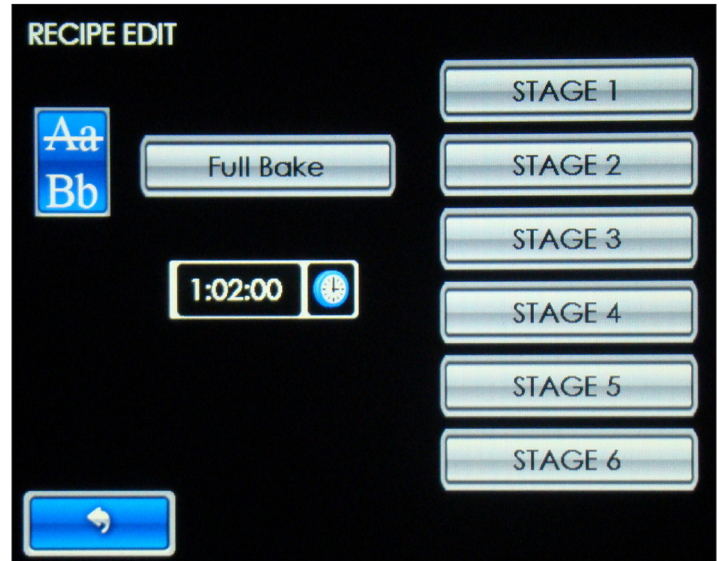 RECIPE EDIT
Aa
Bb
Full Bake
1:02:00
STAGE 1
STAGE 2
STAGE 3
STAGE 4
STAGE 5
STAGE 6